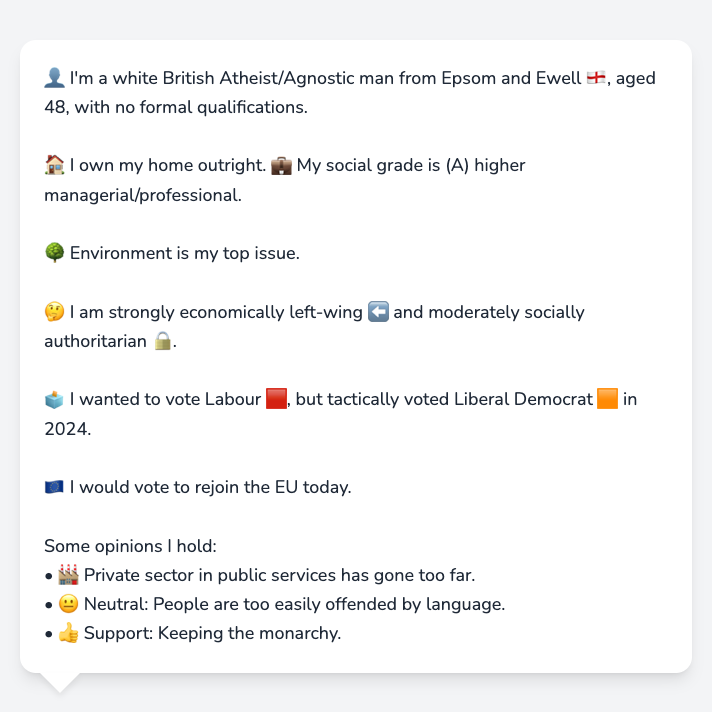 👤 I'm a white British Atheist/Agnostic man from Epsom and Ewell 🏴󠁧󠁢󠁥󠁮󠁧󠁿, aged
48, with no formal qualifications.
🏠 I own my home outright. 💼 My social grade is (A) higher
managerial/professional.
🌳 Environment is my top issue.
🤔 I am strongly economically left-wing ⬅️ and moderately socially
authoritarian 🔒.
🗳️ I wanted to vote Labour 🟥, but tactically voted Liberal Democrat 🟧 in
2024.
🇪🇺 I would vote to rejoin the EU today.
Some opinions I hold:
• 🏭 Private sector in public services has gone too far.
• 😐 Neutral: People are too easily offended by language.
• 👍 Support: Keeping the monarchy.